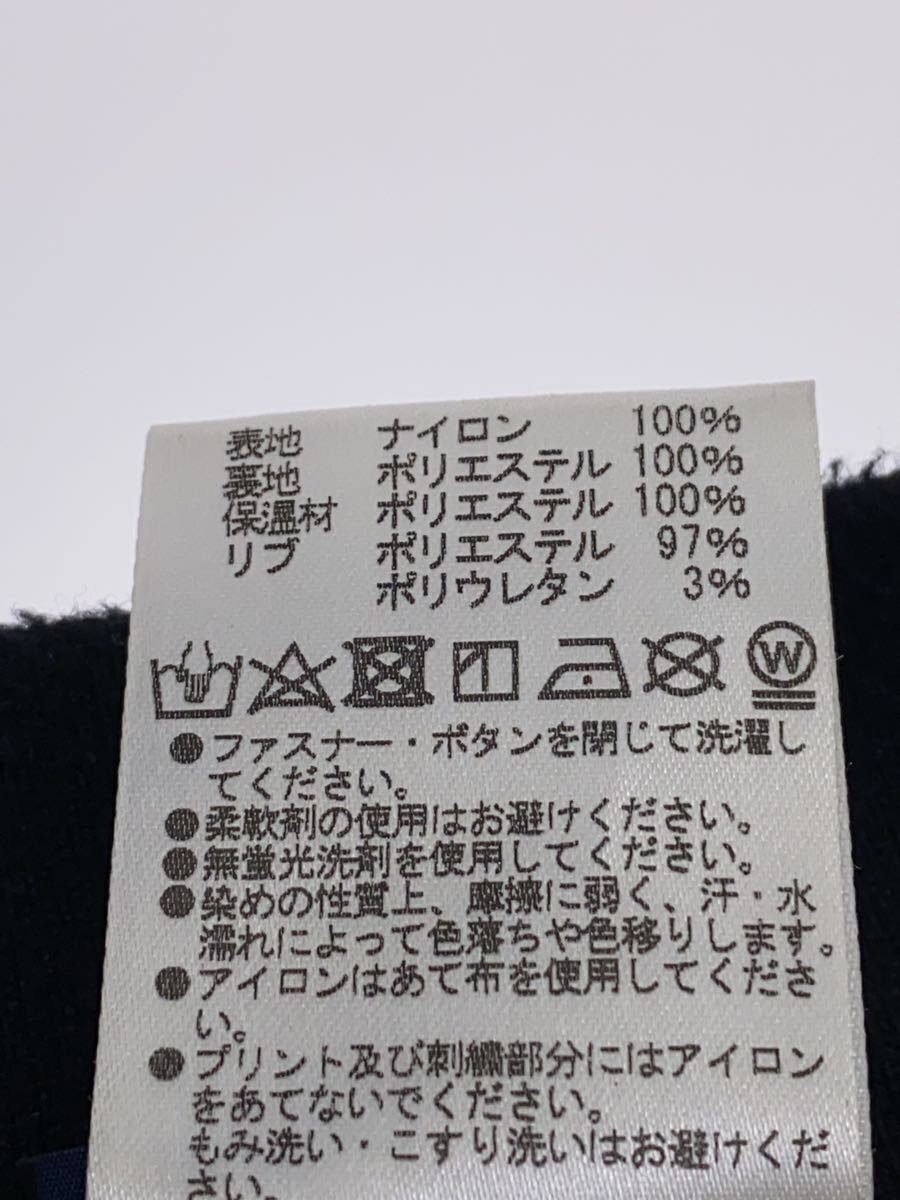 表地 ナイロン 100%
裏地 ポリエステル 100%
保温材 ポリエステル 100%
リブ ポリエステル 97%
ポリウレタン 3%
W
●ファスナー・ボタンを閉じて洗濯し
てください。
●柔軟剤の使用はお避けください。
●無蛍光洗剤を使用してください。
●染めの性質上、摩擦に弱く、汗・水
濡れによって色落ちや色移りします。
●アイロンはあて布を使用してくださ
い。
●プリント及び刺繍部分にはアイロン
をあてないでください。
もみ洗い・こすり洗いはお避けくだ
さい。